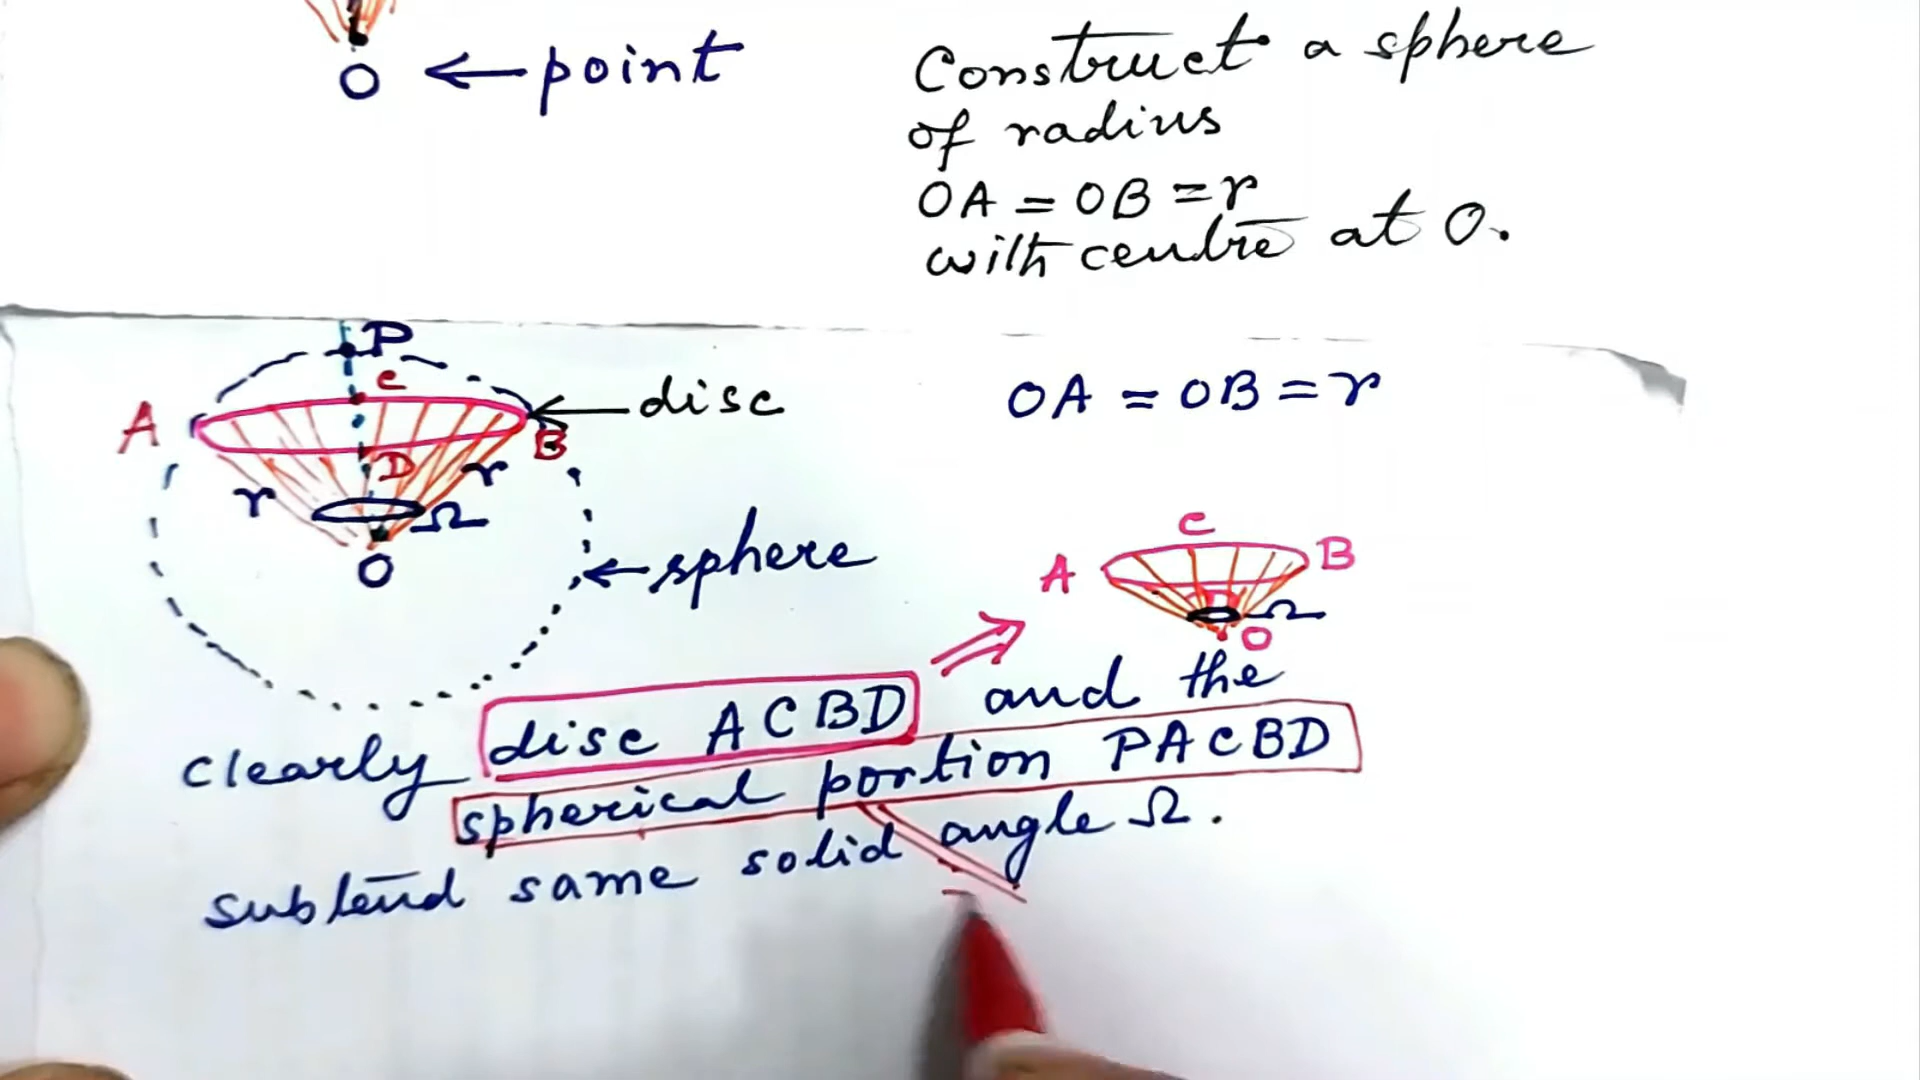 O ← point
Construct a sphere
of radius
OA = OB = r
with centre at O.
P
C
A
← disc
B
D
r
r
Ω
O
← sphere
OA = OB = r
C
A
B
Ω
O
clearly disc ACBD ⇒ and the
spherical portion PACBD
subtend same solid angle Ω.